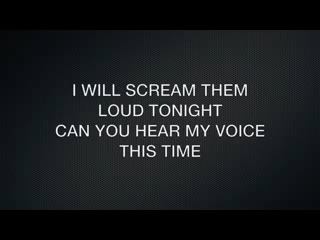 I WILL SCREAM THEM
LOUD TONIGHT
CAN YOU HEAR MY VOICE
THIS TIME